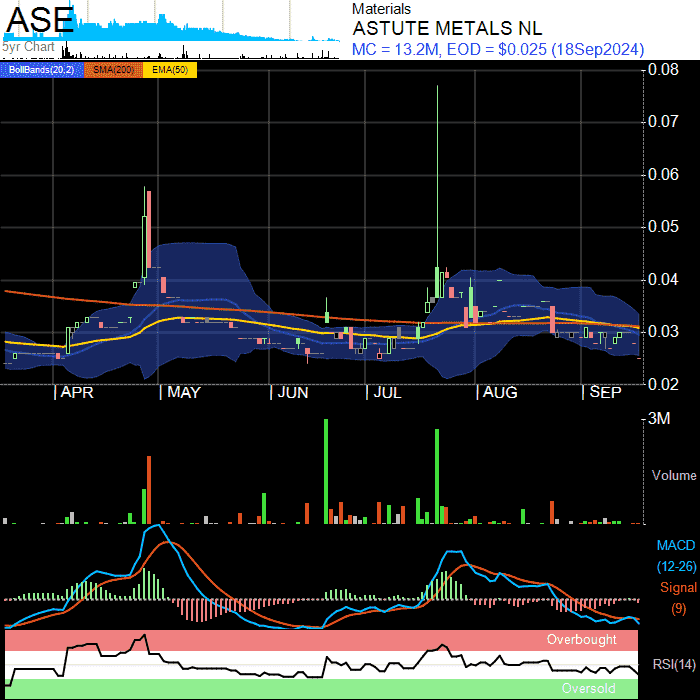 ASE
5yr Chart
Materials
ASTUTE METALS NL
MC = 13.2M, EOD = $0.025 (18Sep2024)
BollBands(20,2) SMA(200) EMA(50)
0.08
0.07
0.06
0.05
0.04
0.03
0.02
APR MAY JUN JUL AUG SEP
3M
Volume
MACD
(12-26)
Signal
(9)
Overbought
RSI(14)
Oversold